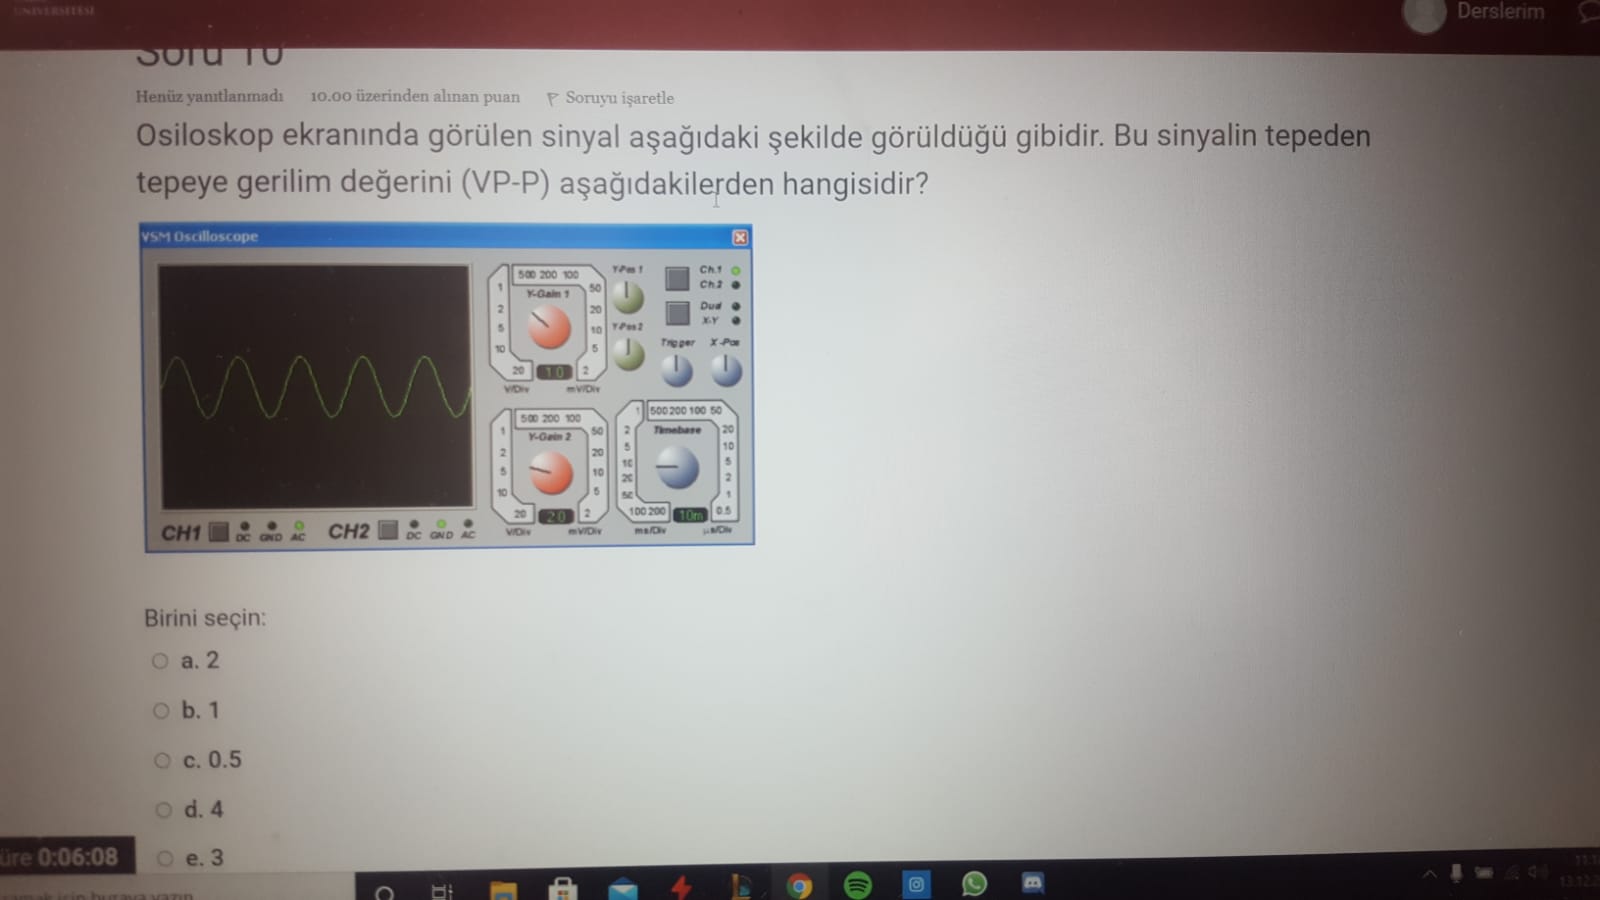 ÜNİVERSİTESİ
Derslerim
Soru 10
Henüz yanıtlanmadı 10.00 üzerinden alınan puan Soruyu işaretle
Osiloskop ekranında görülen sinyal aşağıdaki şekilde görüldüğü gibidir. Bu sinyalin tepeden
tepeye gerilim değerini (VP-P) aşağıdakilerden hangisidir?
VSM Oscilloscope
500 200 100
Y-Gain 1
1
2
5
10
20
50
20
10
5
2
1.0
V/Div
mV/Div
Y-Pos 1
Y-Pos 2
Ch.1
Ch.2
Dual
X-Y
Trigger
X-Pos
500 200 100
Y-Gain 2
1
2
5
10
20
50
20
10
5
2
2.0
V/Div
mV/Div
1
500 200 100 50
Timebase
2
5
10
20
50
100 200
20
10
5
2
1
0.5
10m
ms/Div
µs/Div
CH1 DC GND AC CH2 DC GND AC
Birini seçin:
a. 2
b. 1
c. 0.5
d. 4
e. 3
üre 0:06:08